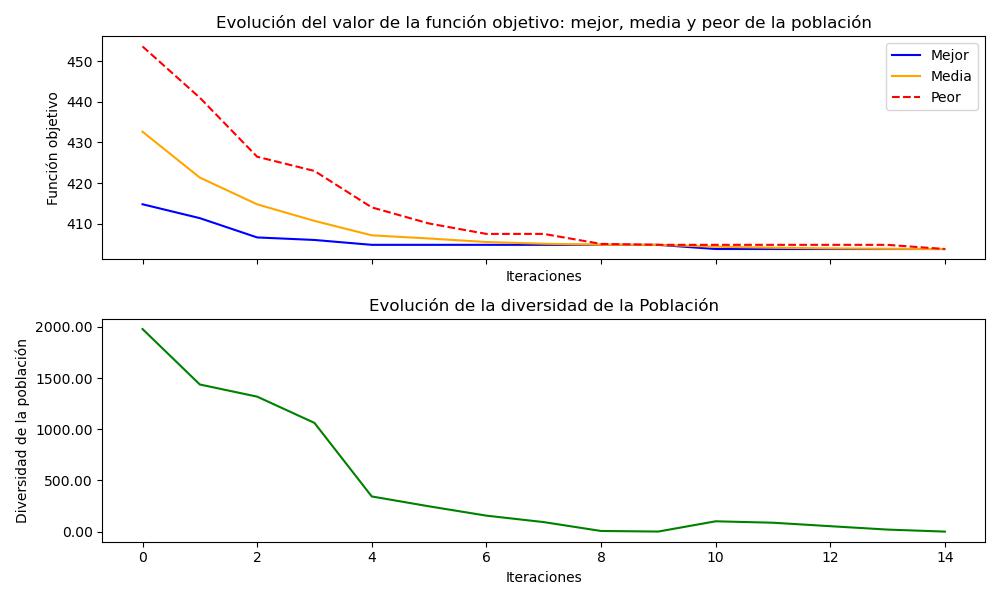 Evolución del valor de la función objetivo: mejor, media y peor de la población
Función objetivo
450
440
430
420
410
Mejor
Media
Peor
Iteraciones
Evolución de la diversidad de la Población
Diversidad de la población
2000.00
1500.00
1000.00
500.00
0.00
0 2 4 6 8 10 12 14
Iteraciones